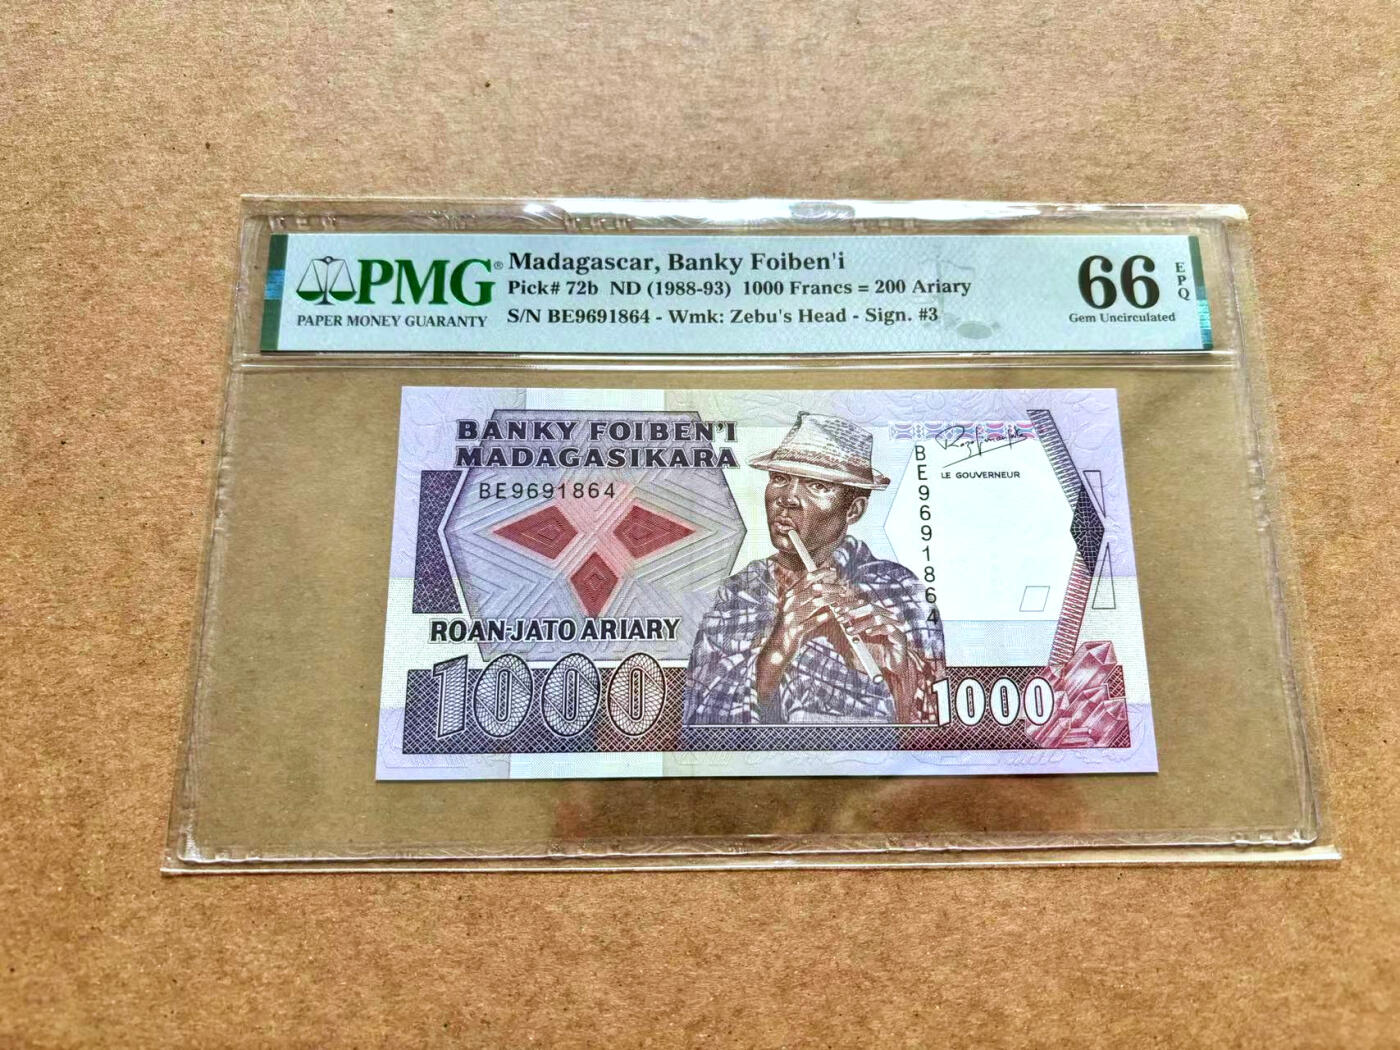 PMG®
PAPER MONEY GUARANTY
Madagascar, Banky Foiben'i
Pick# 72b ND (1988-93) 1000 Francs = 200 Ariary
S/N BE9691864 - Wmk: Zebu's Head - Sign. #3
66
EPQ
Gem Uncirculated
BANKY FOIBEN'I
MADAGASIKARA
BE9691864
LE GOUVERNEUR
BE9691864
ROAN-JATO ARIARY
1000
1000